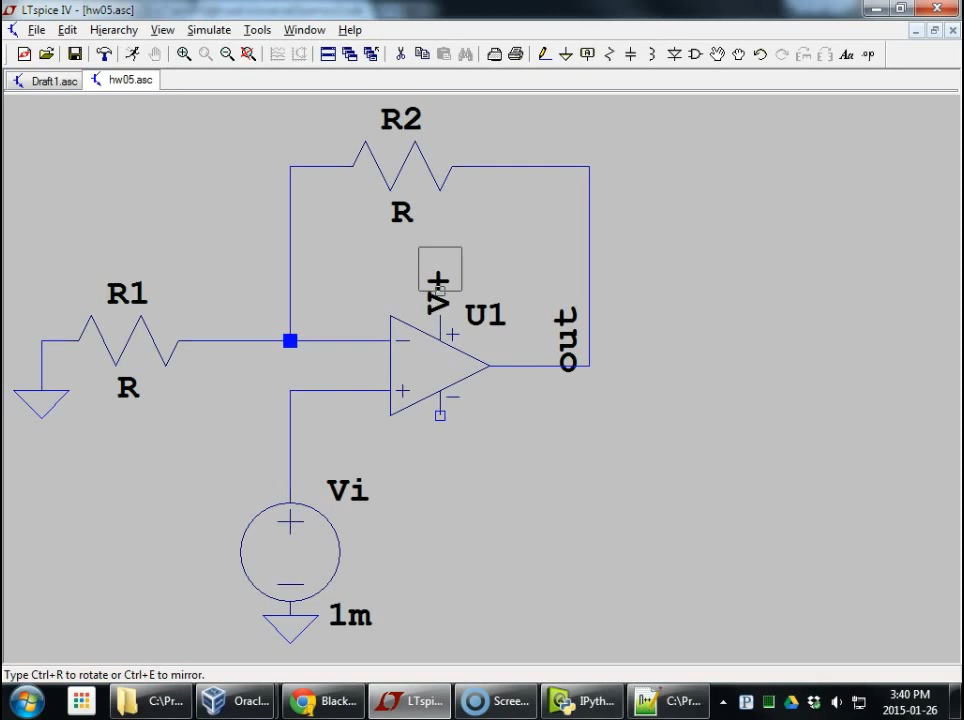 LTspice IV - [hw05.asc]
File Edit Hierarchy View Simulate Tools Window Help
Aa .op
Draft1.asc hw05.asc
R2
R
V+
U1
R1
out
R
Vi
1m
Type Ctrl+R to rotate or Ctrl+E to mirror.
C:\Pr... Oracl... Black... LTspi... Scree... IPyth... C:\Pr... 3:40 PM
2015-01-26